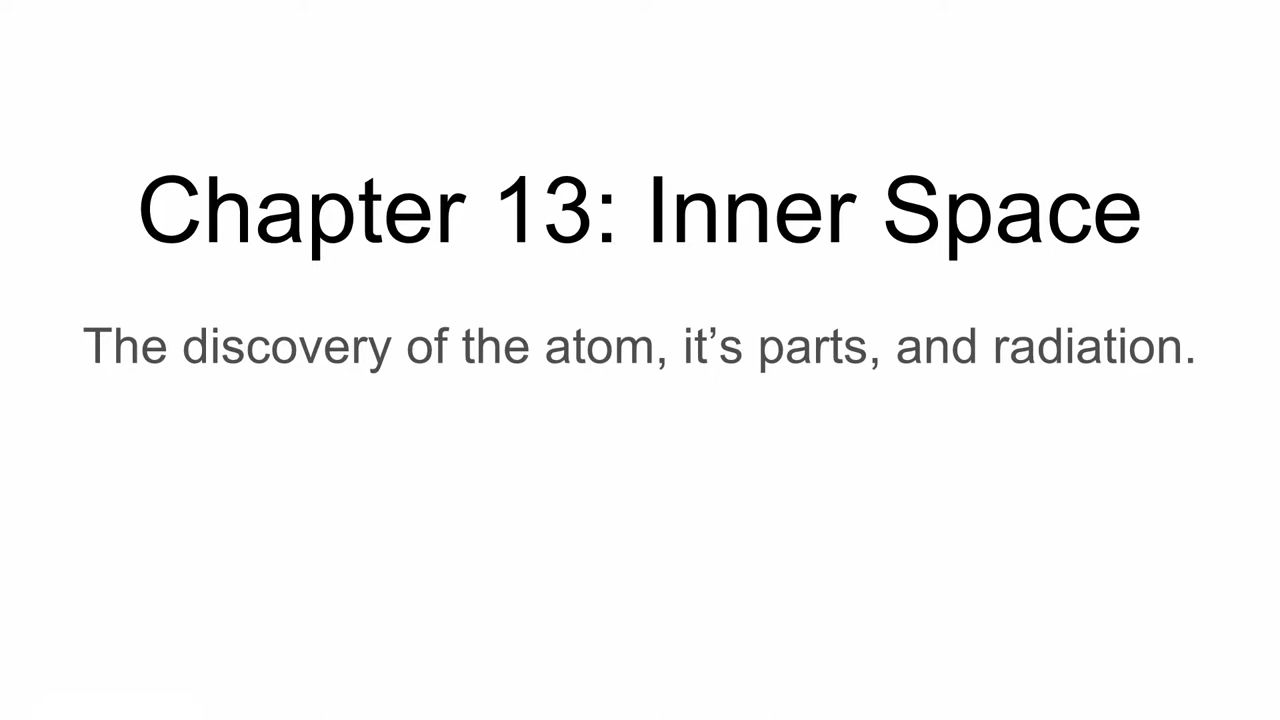 Chapter 13: Inner Space
The discovery of the atom, it’s parts, and radiation.